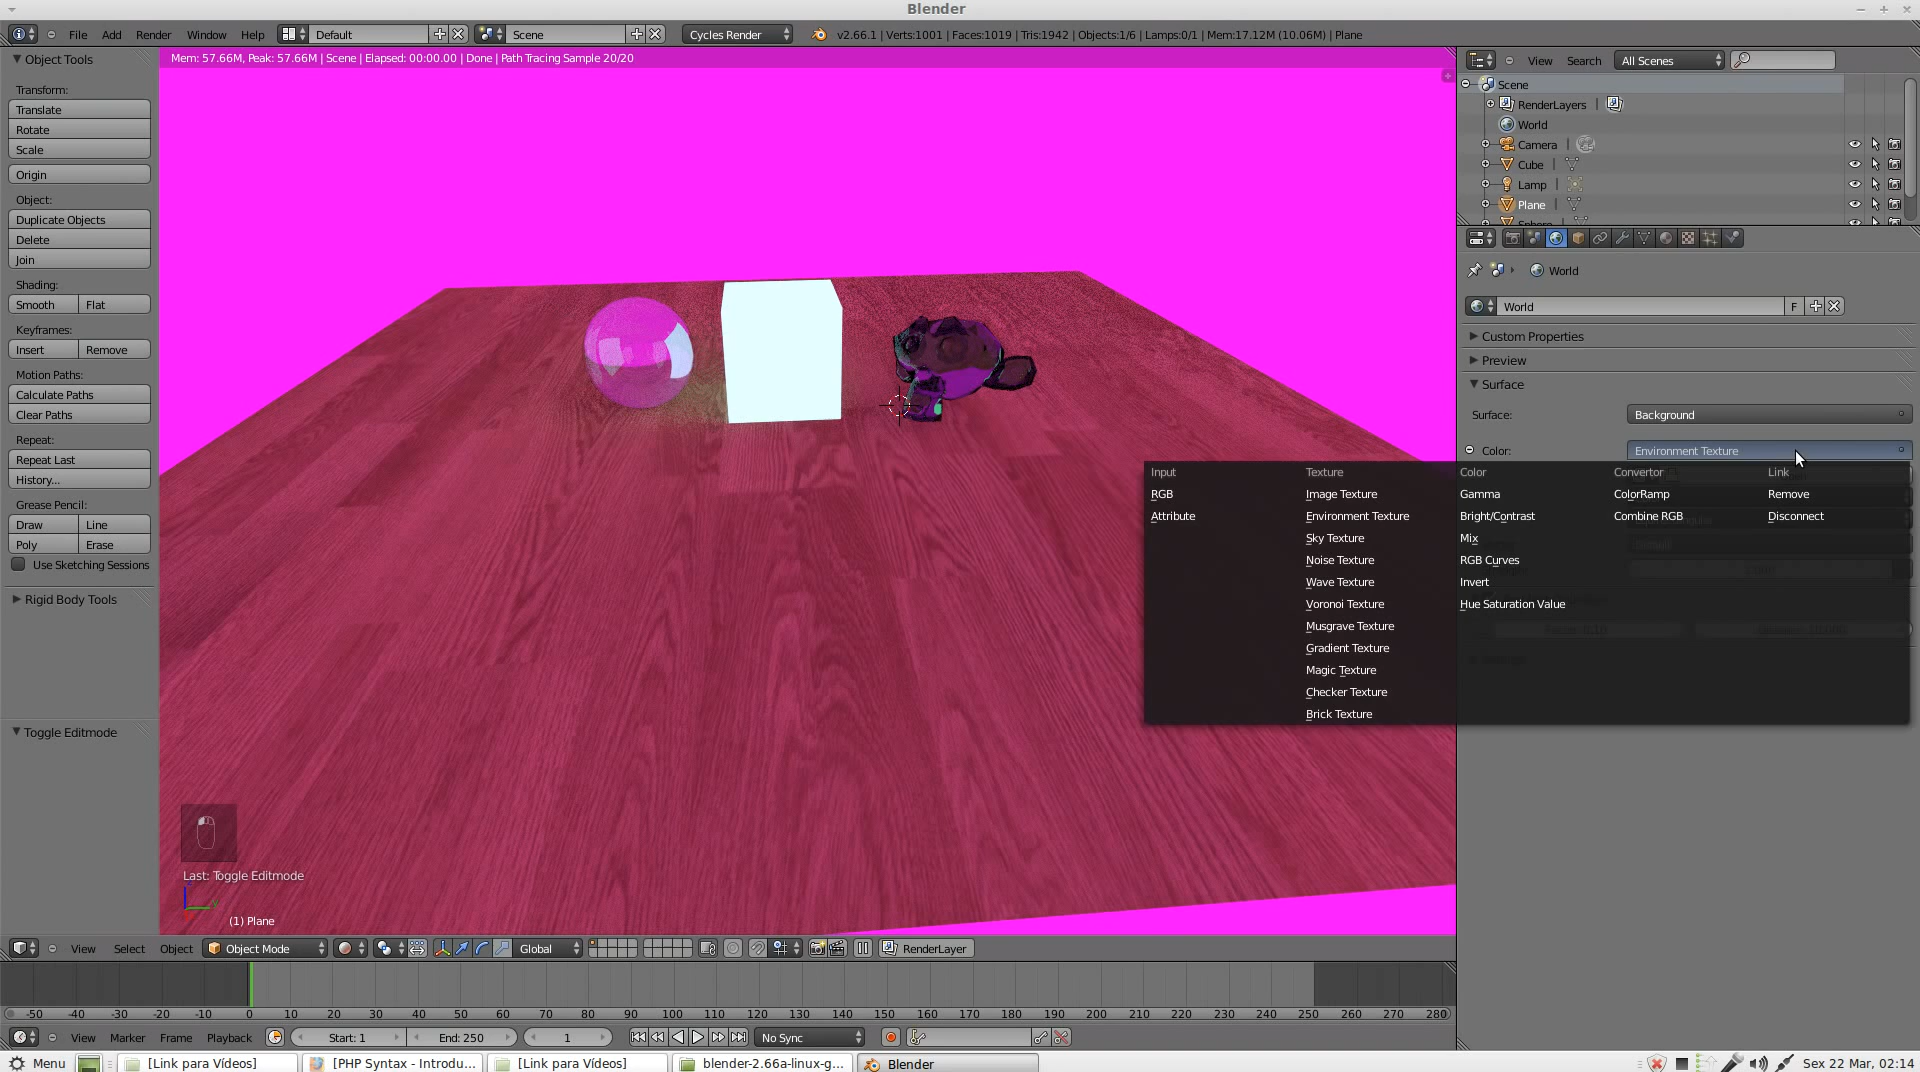 Blender
File Add Render Window Help Default Scene Cycles Render v2.66.1 | Verts:1001 | Faces:1019 | Tris:1942 | Objects:1/6 | Lamps:0/1 | Mem:17.12M (10.06M) | Plane
Mem: 57.66M, Peak: 57.66M | Scene | Elapsed: 00:00.00 | Done | Path Tracing Sample 20/20
Object Tools
Transform:
Translate
Rotate
Scale
Origin
Object:
Duplicate Objects
Delete
Join
Shading:
Smooth Flat
Keyframes:
Insert Remove
Motion Paths:
Calculate Paths
Clear Paths
Repeat:
Repeat Last
History...
Grease Pencil:
Draw Line
Poly Erase
Use Sketching Sessions
Rigid Body Tools
Toggle Editmode
Last: Toggle Editmode
(1) Plane
View Search All Scenes
Scene
RenderLayers
World
Camera
Cube
Lamp
Plane
World
World F
Custom Properties
Preview
Surface
Surface: Background
Color: Environment Texture
Input Texture Color Convertor Link
RGB Image Texture Gamma ColorRamp Remove
Attribute Environment Texture Bright/Contrast Combine RGB Disconnect
Sky Texture Mix
Noise Texture RGB Curves
Wave Texture Invert
Voronoi Texture Hue Saturation Value
Musgrave Texture
Gradient Texture
Magic Texture
Checker Texture
Brick Texture
View Select Object Object Mode Global RenderLayer
-50 -40 -30 -20 -10 0 10 20 30 40 50 60 70 80 90 100 110 120 130 140 150 160 170 180 190 200 210 220 230 240 250 260 270 280
View Marker Frame Playback Start: 1 End: 250 1 No Sync
Menu [Link para Vídeos] [PHP Syntax - Introdu... [Link para Vídeos] blender-2.66a-linux-g... Blender Sex 22 Mar, 02:14